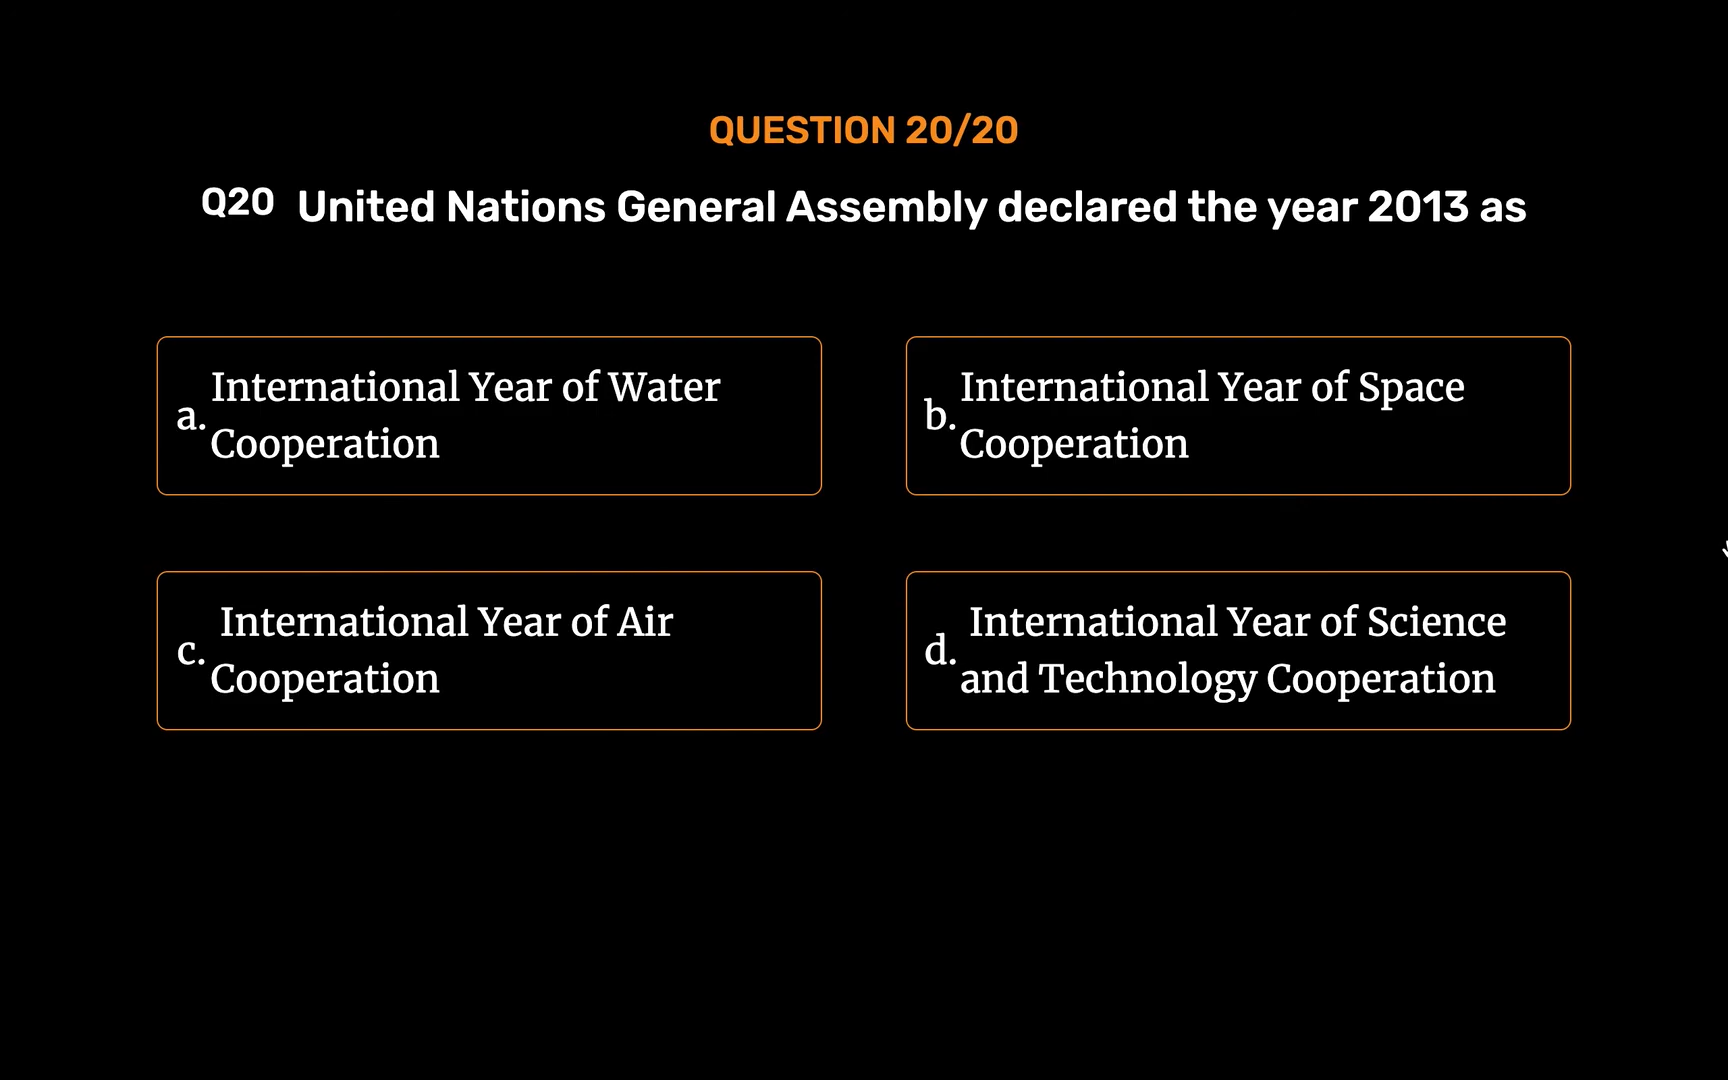 QUESTION 20/20
Q20 United Nations General Assembly declared the year 2013 as
a. International Year of Water
Cooperation
b. International Year of Space
Cooperation
c. International Year of Air
Cooperation
d. International Year of Science
and Technology Cooperation